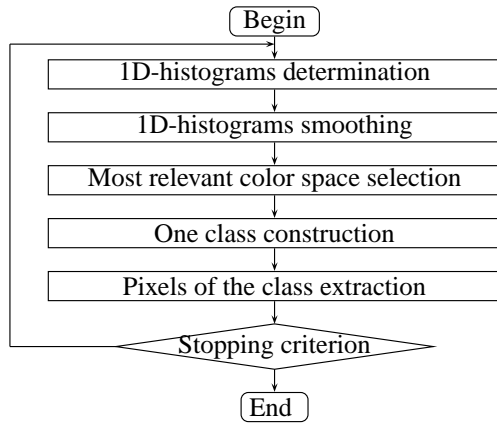 Begin
1D-histograms determination
1D-histograms smoothing
Most relevant color space selection
One class construction
Pixels of the class extraction
Stopping criterion
End